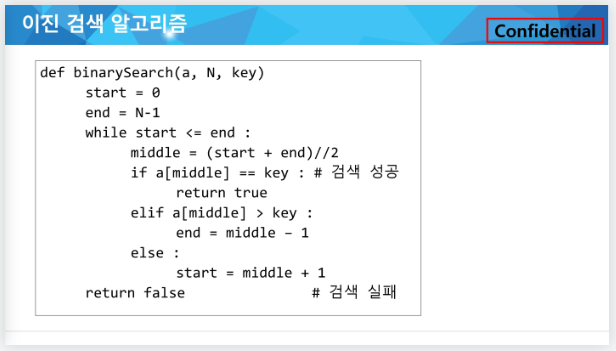 이진 검색 알고리즘
Confidential
def binarySearch(a, N, key)
start = 0
end = N-1
while start <= end :
middle = (start + end)//2
if a[middle] == key : # 검색 성공
return true
elif a[middle] > key :
end = middle – 1
else :
start = middle + 1
return false # 검색 실패